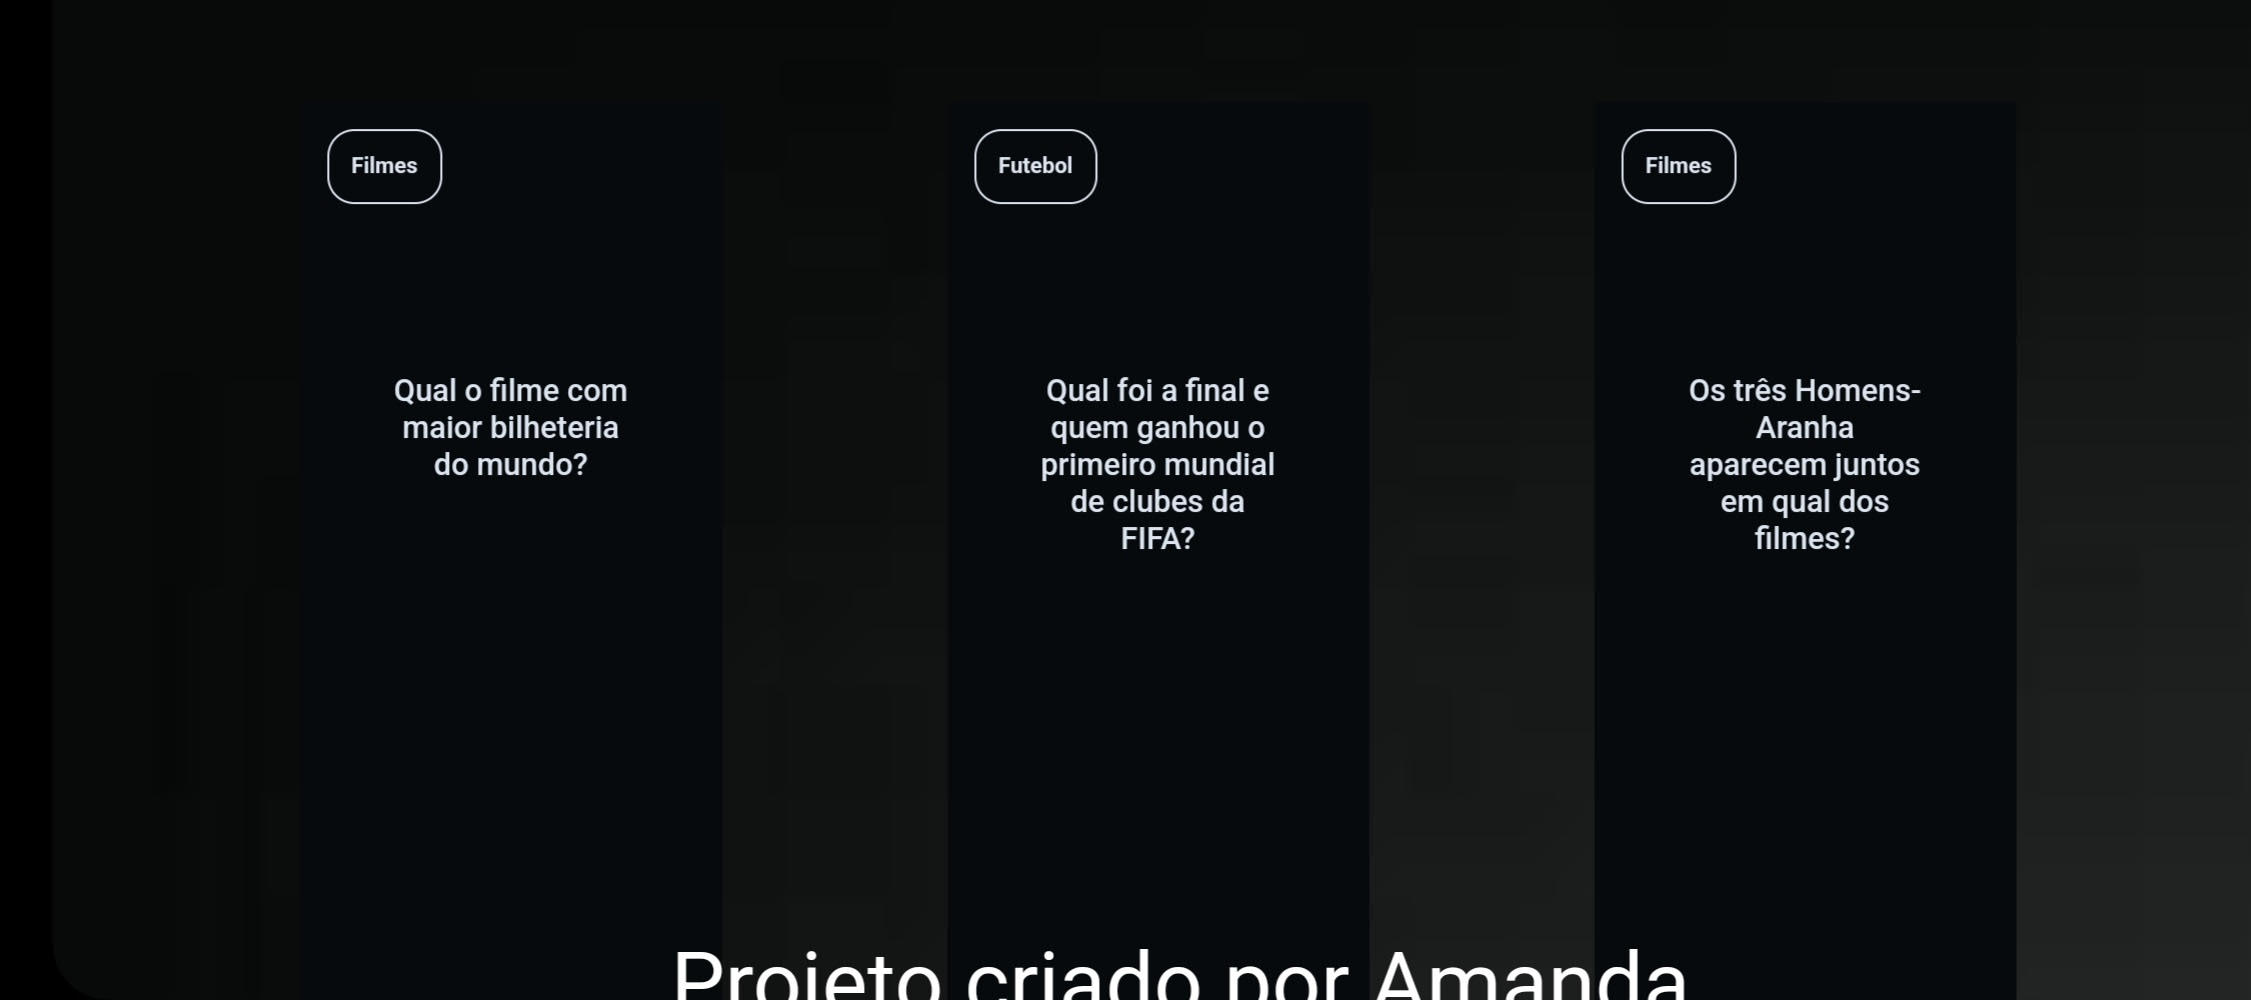 Filmes
Qual o filme com
maior bilheteria
do mundo?
Futebol
Qual foi a final e
quem ganhou o
primeiro mundial
de clubes da
FIFA?
Filmes
Os três Homens-
Aranha
aparecem juntos
em qual dos
filmes?
Projeto criado por Amanda